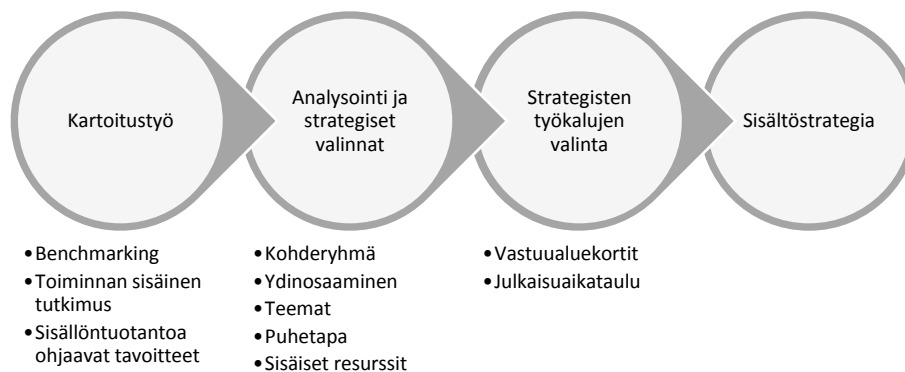 Kartoitustyö
Analysointi ja
strategiset
valinnat
Strategisten
työkalujen
valinta
Sisältöstrategia
•Benchmarking
•Toiminnan sisäinen
tutkimus
•Sisällöntuotantoa
ohjaavat tavoitteet
•Kohderyhmä
•Ydinosaaminen
•Teemat
•Puhetapa
•Sisäiset resurssit
•Vastuualuekortit
•Julkaisuaikataulu